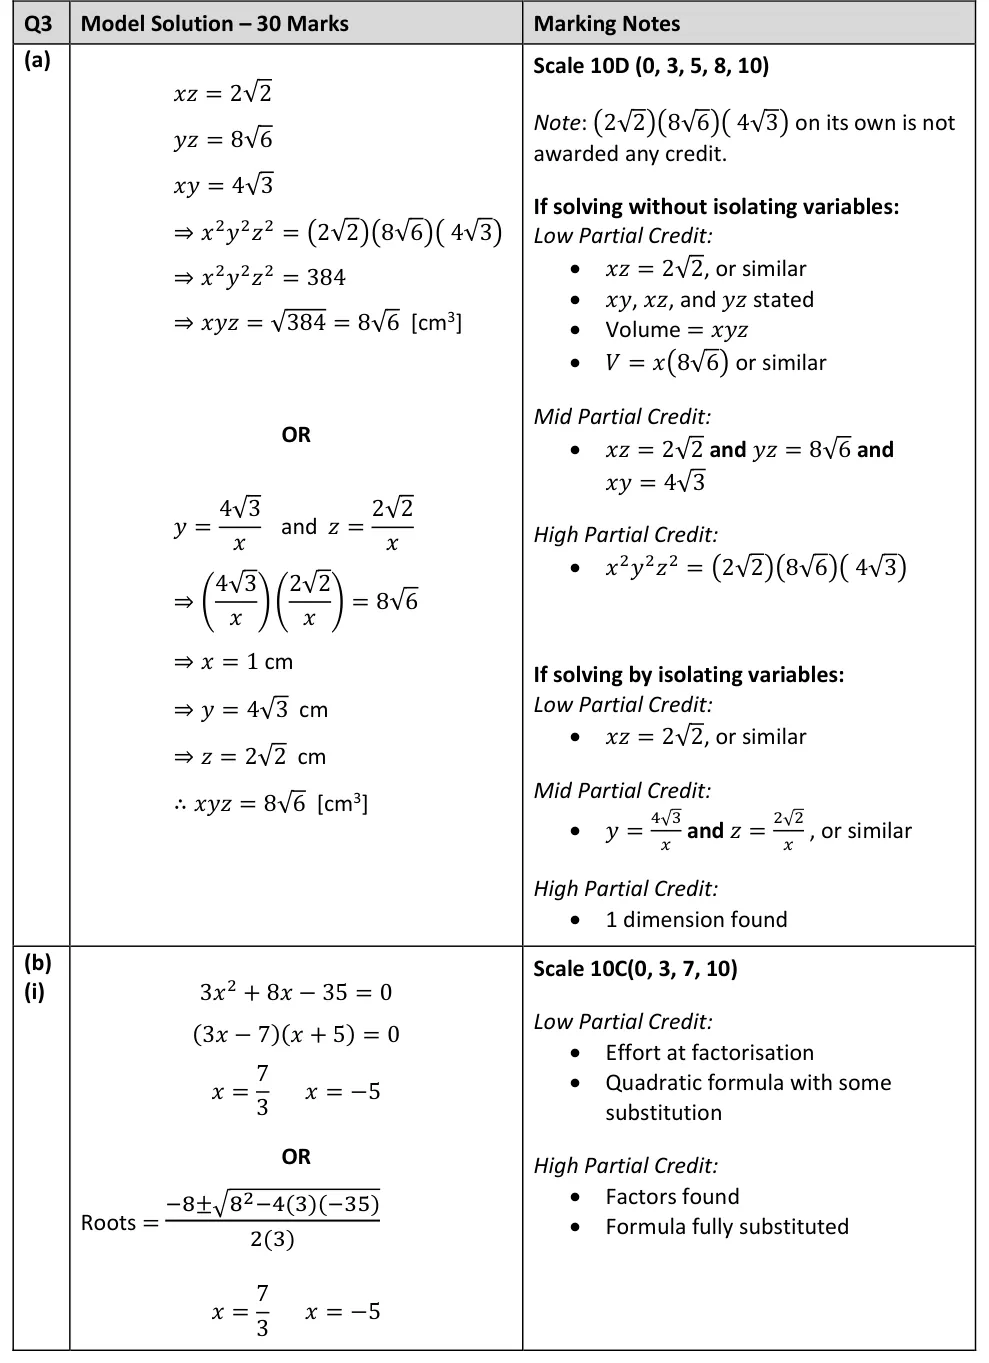 Q3 Model Solution – 30 Marks Marking Notes
(a)
xz = 2√2
yz = 8√6
xy = 4√3
⇒ x²y²z² = (2√2)(8√6)( 4√3)
⇒ x²y²z² = 384
⇒ xyz = √384 = 8√6 [cm³]
OR
y = 4√3/x and z = 2√2/x
⇒ (4√3/x)(2√2/x) = 8√6
⇒ x = 1 cm
⇒ y = 4√3 cm
⇒ z = 2√2 cm
∴ xyz = 8√6 [cm³]
Scale 10D (0, 3, 5, 8, 10)
Note: (2√2)(8√6)( 4√3) on its own is not
awarded any credit.
If solving without isolating variables:
Low Partial Credit:
• xz = 2√2, or similar
• xy, xz, and yz stated
• Volume = xyz
• V = x(8√6) or similar
Mid Partial Credit:
• xz = 2√2 and yz = 8√6 and
xy = 4√3
High Partial Credit:
• x²y²z² = (2√2)(8√6)( 4√3)
If solving by isolating variables:
Low Partial Credit:
• xz = 2√2, or similar
Mid Partial Credit:
• y = 4√3/x and z = 2√2/x , or similar
High Partial Credit:
• 1 dimension found
(b)
(i)
3x² + 8x − 35 = 0
(3x − 7)(x + 5) = 0
x = 7/3 x = −5
OR
Roots = −8±√8²−4(3)(−35)/2(3)
x = 7/3 x = −5
Scale 10C(0, 3, 7, 10)
Low Partial Credit:
• Effort at factorisation
• Quadratic formula with some
substitution
High Partial Credit:
• Factors found
• Formula fully substituted